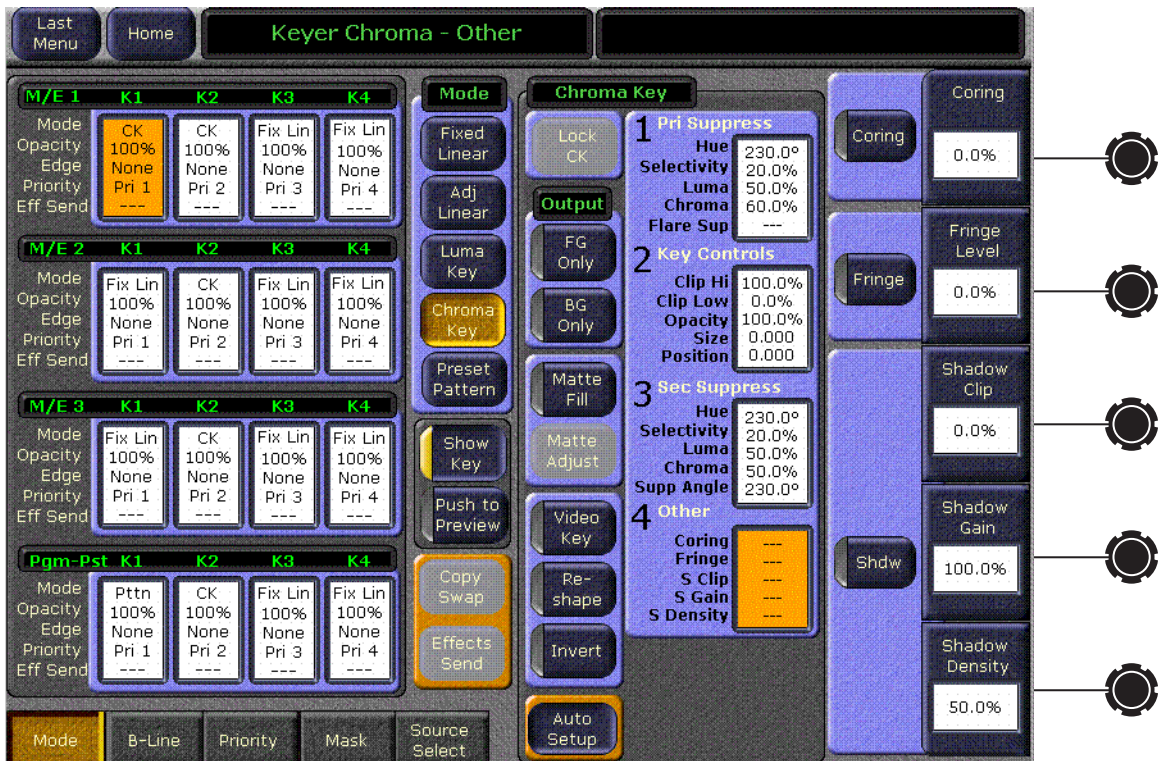 Last Menu
Home
Keyer Chroma - Other
M/E 1 K1 K2 K3 K4
Mode CK CK Fix Lin Fix Lin
Opacity 100% 100% 100% 100%
Edge None None None None
Priority Pri 1 Pri 2 Pri 3 Pri 4
Eff Send --- --- --- ---
M/E 2 K1 K2 K3 K4
Mode Fix Lin CK Fix Lin Fix Lin
Opacity 100% 100% 100% 100%
Edge None None None None
Priority Pri 1 Pri 2 Pri 3 Pri 4
Eff Send --- --- --- ---
M/E 3 K1 K2 K3 K4
Mode Fix Lin CK Fix Lin Fix Lin
Opacity 100% 100% 100% 100%
Edge None None None None
Priority Pri 1 Pri 2 Pri 3 Pri 4
Eff Send --- --- --- ---
Pgm-Pst K1 K2 K3 K4
Mode Pttn CK Fix Lin Fix Lin
Opacity 100% 100% 100% 100%
Edge None None None None
Priority Pri 1 Pri 2 Pri 3 Pri 4
Eff Send --- --- --- ---
Mode
Fixed Linear
Adj Linear
Luma Key
Chroma Key
Preset Pattern
Show Key
Push to Preview
Copy Swap
Effects Send
Chroma Key
Lock CK
Output
FG Only
BG Only
Matte Fill
Matte Adjust
Video Key
Re-shape
Invert
Auto Setup
1 Pri Suppress
Hue 230.0°
Selectivity 20.0%
Luma 50.0%
Chroma 60.0%
Flare Sup ---
2 Key Controls
Clip Hi 100.0%
Clip Low 0.0%
Opacity 100.0%
Size 0.000
Position 0.000
3 Sec Suppress
Hue 230.0°
Selectivity 20.0%
Luma 50.0%
Chroma 50.0%
Supp Angle 230.0°
4 Other
Coring ---
Fringe ---
S Clip ---
S Gain ---
S Density ---
Coring
Fringe
Shdw
Coring
0.0%
Fringe Level
0.0%
Shadow Clip
0.0%
Shadow Gain
100.0%
Shadow Density
50.0%
Mode
B-Line
Priority
Mask
Source Select